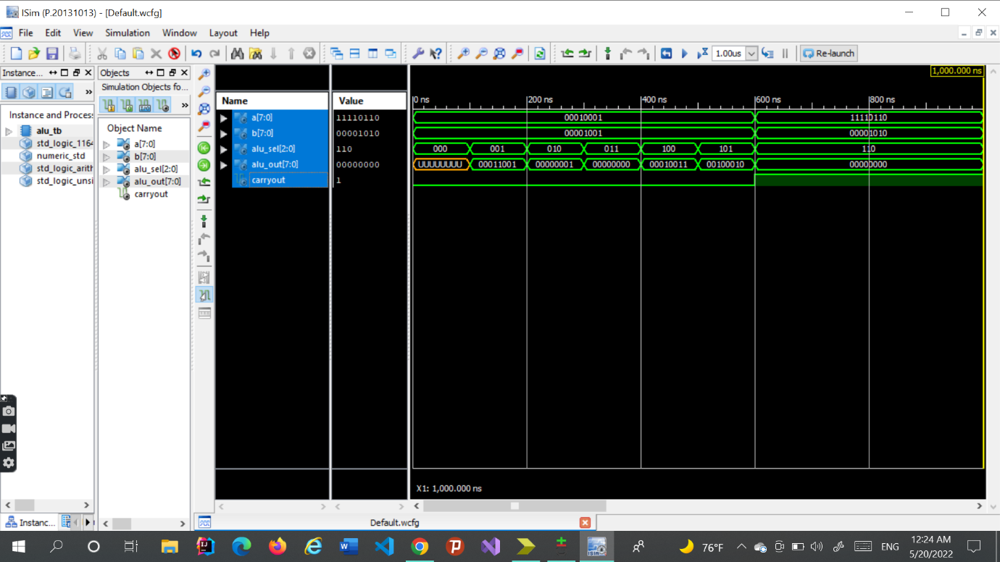 ISim (P.20131013) - [Default.wcfg]
File Edit View Simulation Window Layout Help
1.00us Re-launch
Instance...
Instance and Process
alu_tb
std_logic_1164
numeric_std
std_logic_arith
std_logic_unsi
Instanc...
Objects
Simulation Objects fo...
Object Name
a[7:0]
b[7:0]
alu_sel[2:0]
alu_out[7:0]
carryout
Name Value
a[7:0] 11110110
b[7:0] 00001010
alu_sel[2:0] 110
alu_out[7:0] 00000000
carryout 1
1,000.000 ns
0 ns 200 ns 400 ns 600 ns 800 ns
00010001 11110110
00001001 00001010
000 001 010 011 100 101 110
UUUUUUUU 00011001 00000001 00000000 00010011 00100010 00000000
X1: 1,000.000 ns
Default.wcfg
76°F ENG 12:24 AM
5/20/2022